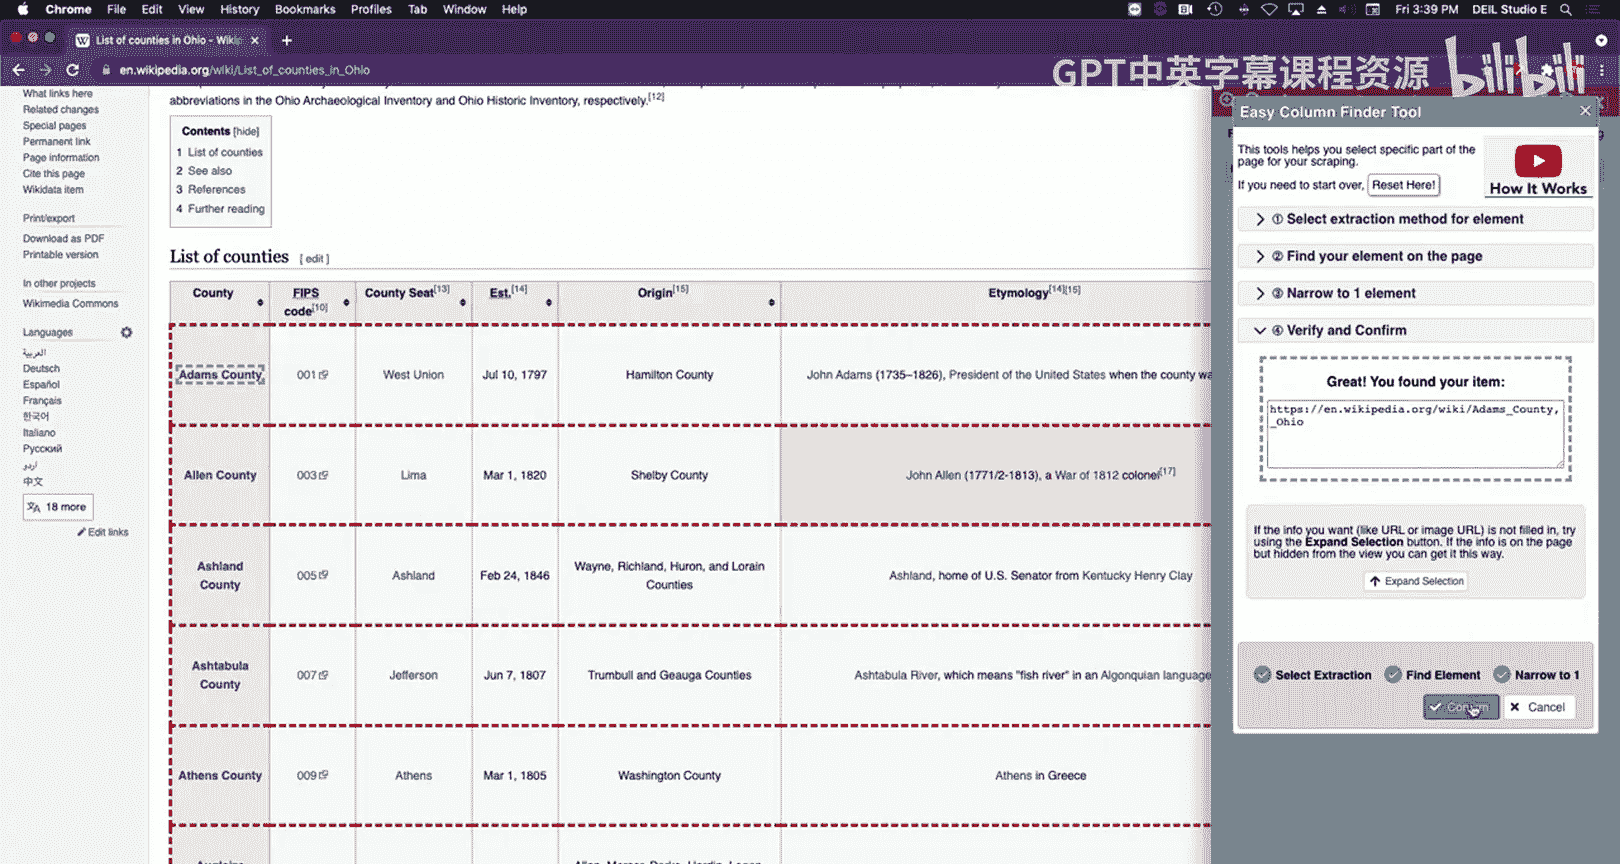 Chrome File Edit View History Bookmarks Profiles Tab Window Help
Fri 3:39 PM DEIL Studio E
List of counties in Ohio - Wiki
en.wikipedia.org/wiki/List_of_counties_in_Ohio
GPT中英字幕课程资源 bilibili
What links here
Related changes
Special pages
Permanent link
Page information
Cite this page
Wikidata item
Print/export
Download as PDF
Printable version
In other projects
Wikimedia Commons
Languages
العربية
Deutsch
Español
Français
한국어
Italiano
Русский
اردو
中文
18 more
Edit links
abbreviations in the Ohio Archaeological Inventory and Ohio Historic Inventory, respectively.[12]
Contents [hide]
1 List of counties
2 See also
3 References
4 Further reading
List of counties [ edit ]
County FIPS code[10] County Seat[13] Est.[14] Origin[15] Etymology[14][15]
Adams County 001 West Union Jul 10, 1797 Hamilton County John Adams (1735–1826), President of the United States when the county wa
Allen County 003 Lima Mar 1, 1820 Shelby County John Allen (1771/2-1813), a War of 1812 colonel[17]
Ashland County 005 Ashland Feb 24, 1846 Wayne, Richland, Huron, and Lorain Counties Ashland, home of U.S. Senator from Kentucky Henry Clay
Ashtabula County 007 Jefferson Jun 7, 1807 Trumbull and Geauga Counties Ashtabula River, which means "fish river" in an Algonquian language
Athens County 009 Athens Mar 1, 1805 Washington County Athens in Greece
Easy Column Finder Tool
This tools helps you select specific part of the
page for your scraping.
If you need to start over, Reset Here!
How It Works
① Select extraction method for element
② Find your element on the page
③ Narrow to 1 element
④ Verify and Confirm
Great! You found your item:
https://en.wikipedia.org/wiki/Adams_County,
_Ohio
If the info you want (like URL or image URL) is not filled in, try
using the Expand Selection button. If the info is on the page
but hidden from the view you can get it this way.
Expand Selection
Select Extraction Find Element Narrow to 1
Confirm Cancel